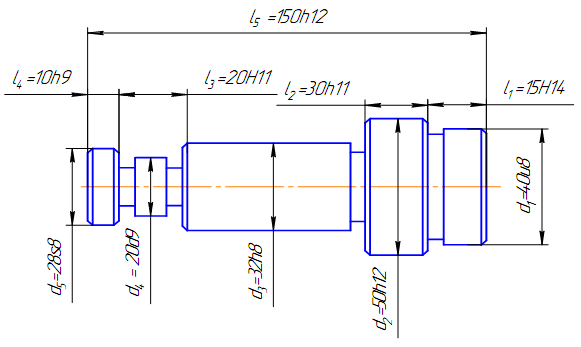 l₅ =150h12
l₄ =10h9
l₃ =20H11
l₂ =30h11
l₁ =15H14
d₅=28s8
d₄ = 20d9
d₃=32h8
d₂=50h12
d₁=40u8